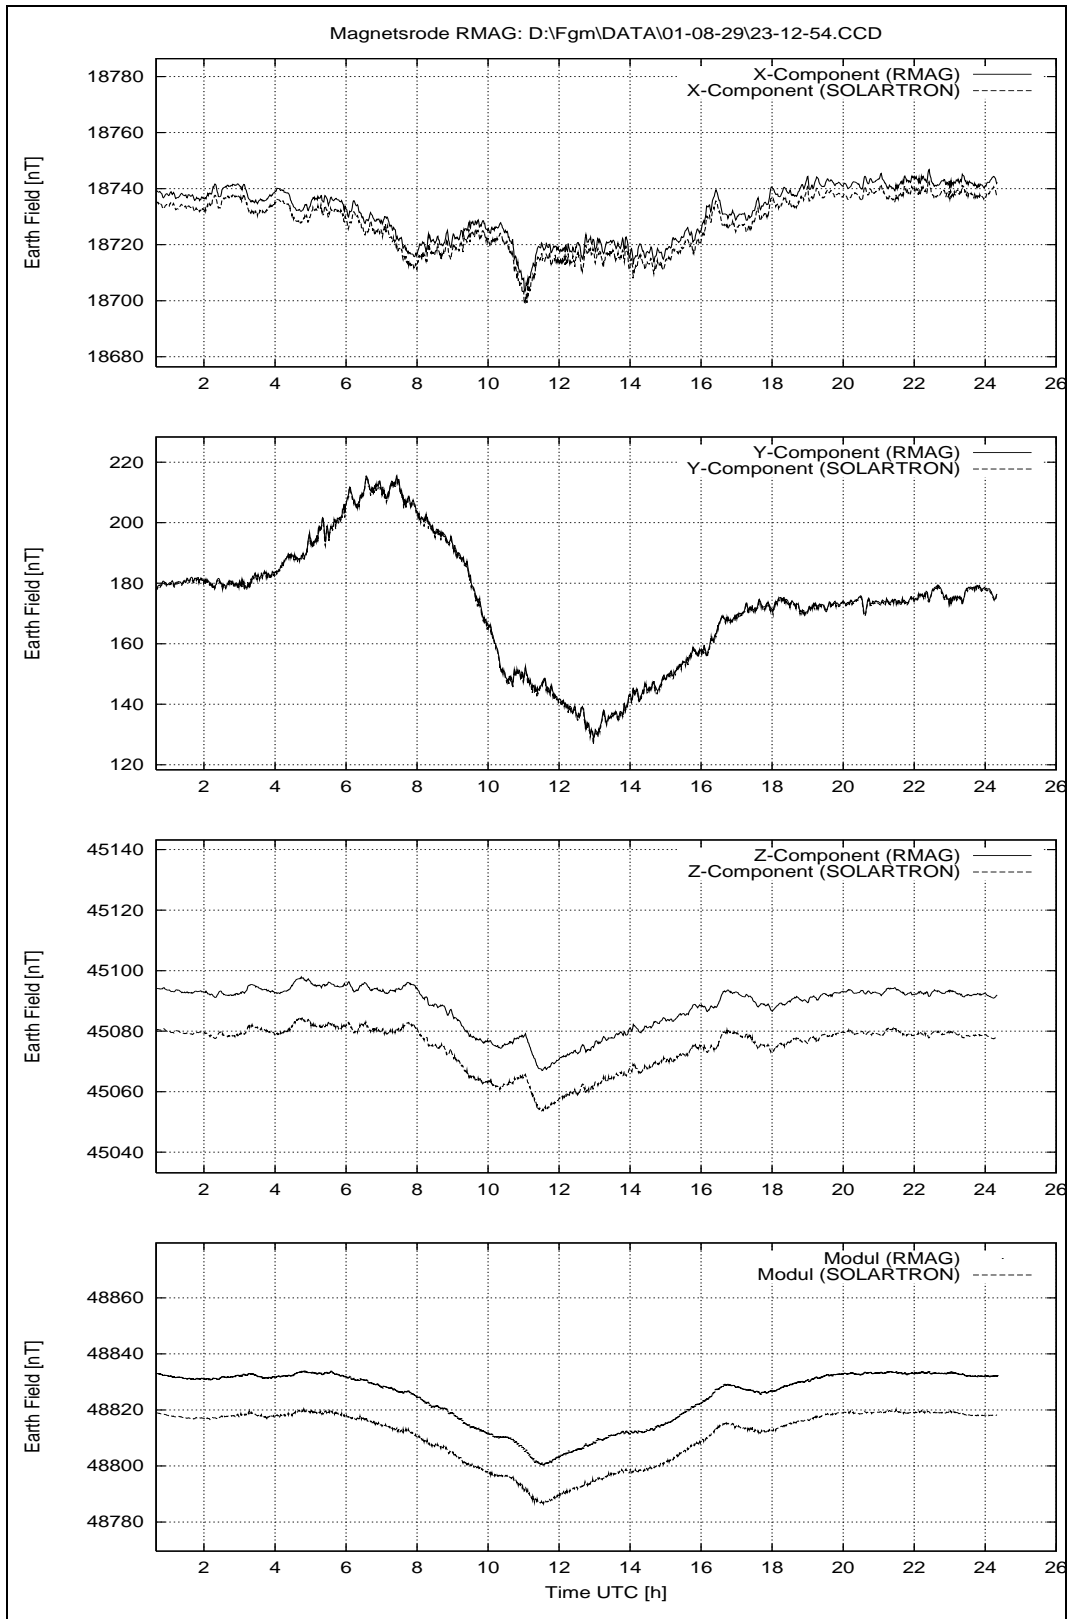 Magnetsrode RMAG: D:\Fgm\DATA\01-08-29\23-12-54.CCD
X-Component (RMAG)
X-Component (SOLARTRON)
Earth Field [nT]
18780
18760
18740
18720
18700
18680
2 4 6 8 10 12 14 16 18 20 22 24 26
Y-Component (RMAG)
Y-Component (SOLARTRON)
Earth Field [nT]
220
200
180
160
140
120
2 4 6 8 10 12 14 16 18 20 22 24 26
Z-Component (RMAG)
Z-Component (SOLARTRON)
Earth Field [nT]
45140
45120
45100
45080
45060
45040
2 4 6 8 10 12 14 16 18 20 22 24 26
Modul (RMAG)
Modul (SOLARTRON)
Earth Field [nT]
48860
48840
48820
48800
48780
2 4 6 8 10 12 14 16 18 20 22 24 26
Time UTC [h]